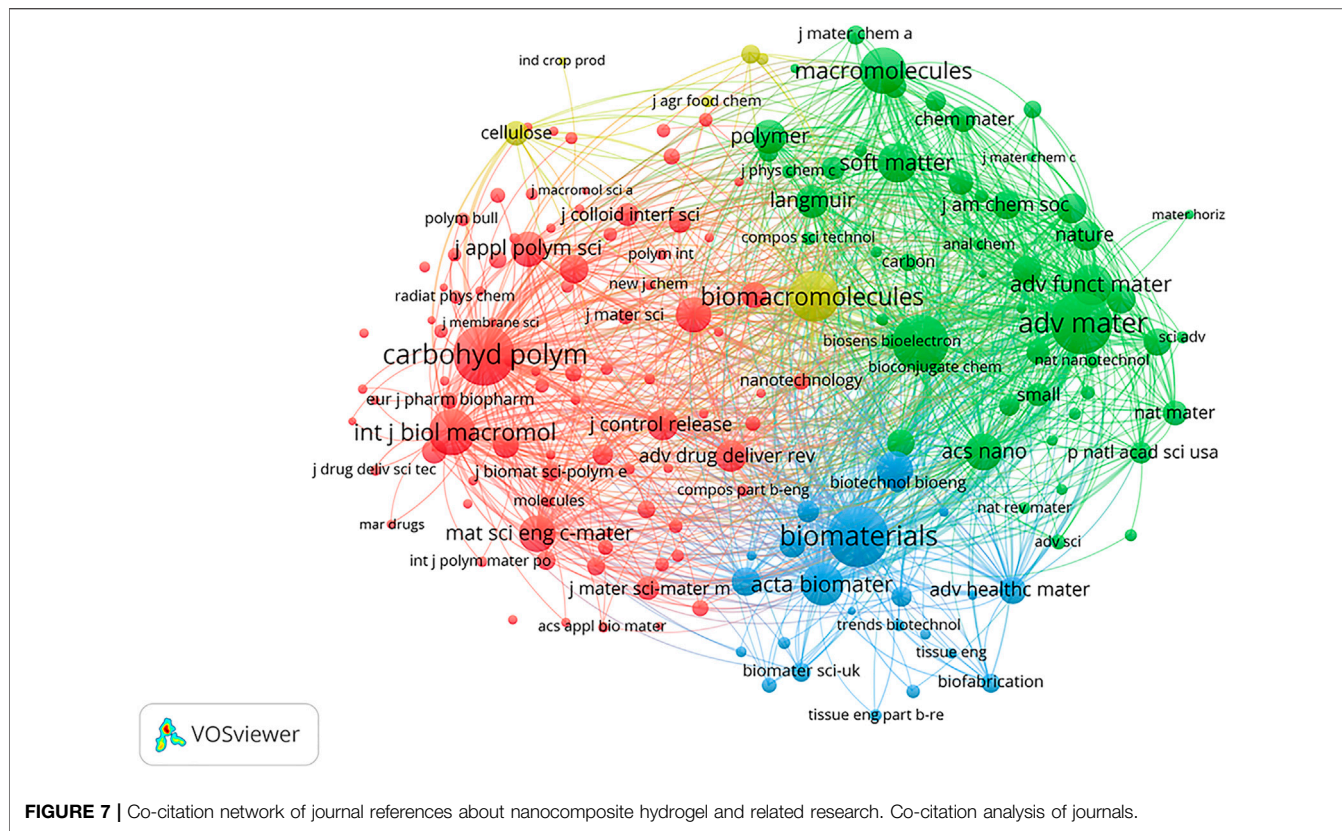 j mater chem a
ind crop prod
macromolecules
j agr food chem
chem mater
cellulose
polymer
j mater chem c
soft matter
j phys chem c
j macromol sci a
langmuir
j am chem soc
polym bull
j colloid interf sci
mater horiz
nature
compos sci technol
anal chem
j appl polym sci
polym int
carbon
new j chem
adv funct mater
radiat phys chem
biomacromolecules
j mater sci
j membrane sci
adv mater
biosens bioelectron
sci adv
carbohyd polym
nat nanotechnol
bioconjugate chem
nanotechnology
eur j pharm biopharm
small
nat mater
j control release
int j biol macromol
acs nano
p natl acad sci usa
adv drug deliver rev
j drug deliv sci tec
j biomat sci-polym e
biotechnol bioeng
compos part b-eng
molecules
nat rev mater
mar drugs
mat sci eng c-mater
biomaterials
adv sci
int j polym mater po
j mater sci-mater m
acta biomater
adv healthc mater
acs appl bio mater
trends biotechnol
tissue eng
biomater sci-uk
biofabrication
tissue eng part b-re
VOSviewer
FIGURE 7 | Co-citation network of journal references about nanocomposite hydrogel and related research. Co-citation analysis of journals.